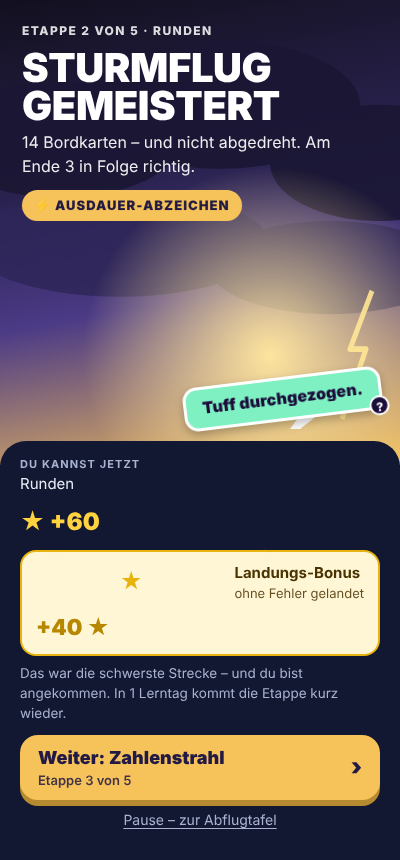 ETAPPE 2 VON 5 · RUNDEN
STURMFLUG
GEMEISTERT
14 Bordkarten – und nicht abgedreht. Am
Ende 3 in Folge richtig.
⚡ AUSDAUER-ABZEICHEN
Tuff durchgezogen.
?
DU KANNST JETZT
Runden
★ +60
★
Landungs-Bonus
ohne Fehler gelandet
+40 ★
Das war die schwerste Strecke – und du bist
angekommen. In 1 Lerntag kommt die Etappe kurz
wieder.
Weiter: Zahlenstrahl
Etappe 3 von 5
›
Pause – zur Abflugtafel